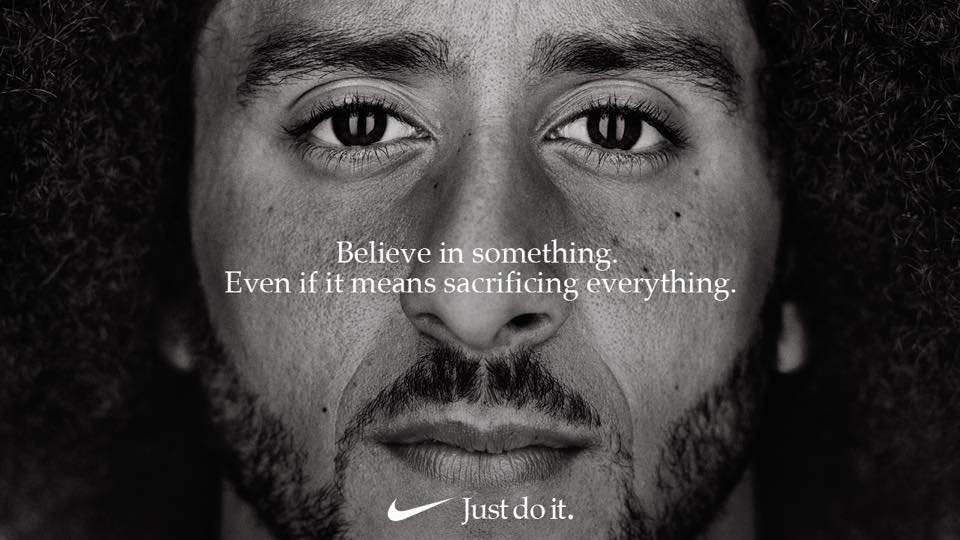 Believe in something.
Even if it means sacrificing everything.
Just do it.